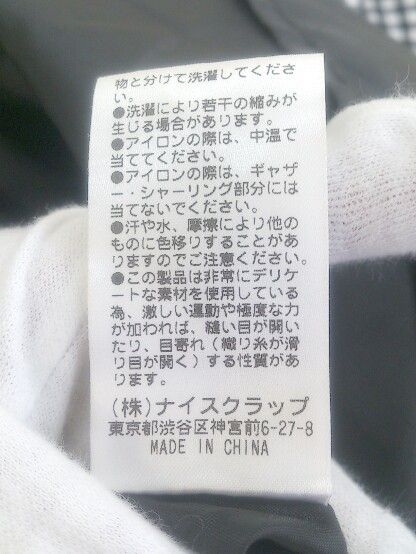 物と分けて洗濯してくださ
い。
●洗濯により若干の縮みが
生じる場合があります。
●アイロンの際は、中温で
当ててください。
●アイロンの際は、ギャザ
ー・シャーリング部分には
当てないでください。
●汗や水、摩擦により他の
ものに色移りすることがあ
りますのでご注意ください。
●この製品は非常にデリケ
ートな素材を使用している
為、激しい運動や極度な力
が加われば、縫い目が開い
たり、目寄れ（織り糸が滑
り目が開く）する性質があ
ります。
（株）ナイスクラップ
東京都渋谷区神宮前6-27-8
MADE IN CHINA